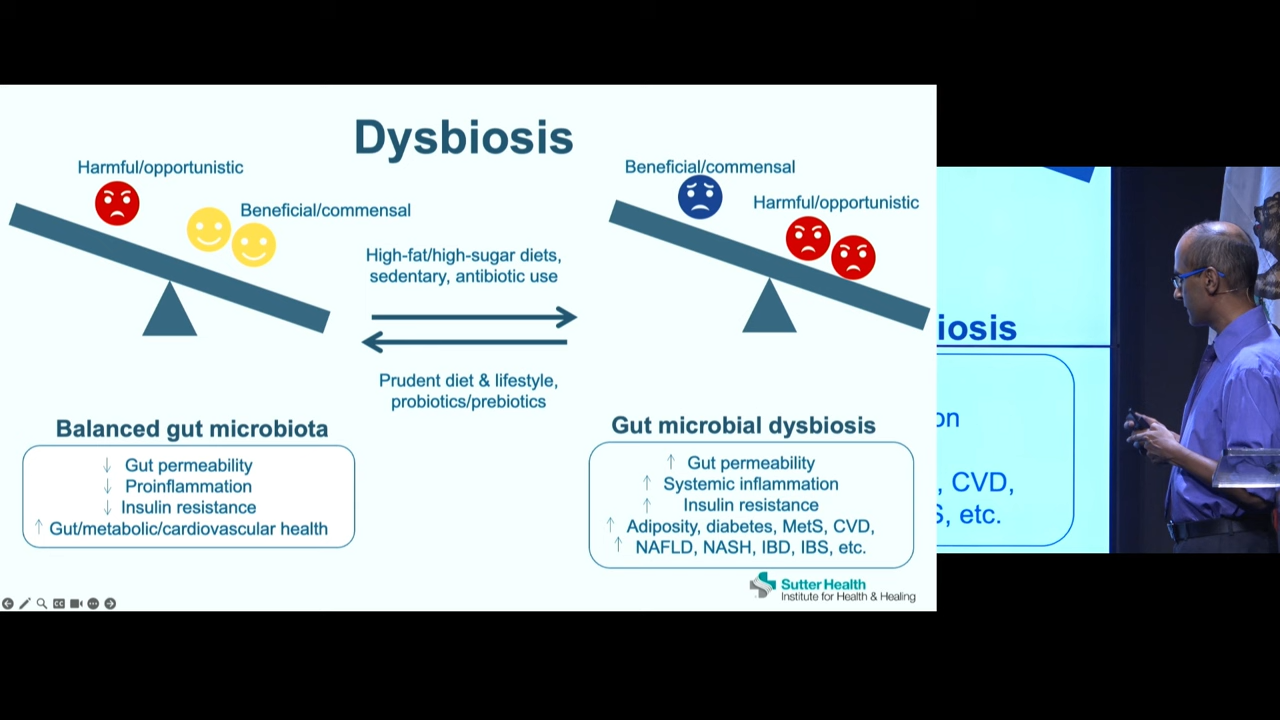 Dysbiosis
Harmful/opportunistic
Beneficial/commensal
High-fat/high-sugar diets,
sedentary, antibiotic use
Prudent diet & lifestyle,
probiotics/prebiotics
Beneficial/commensal
Harmful/opportunistic
Balanced gut microbiota
↓ Gut permeability
↓ Proinflammation
↓ Insulin resistance
↑ Gut/metabolic/cardiovascular health
Gut microbial dysbiosis
↑ Gut permeability
↑ Systemic inflammation
↑ Insulin resistance
↑ Adiposity, diabetes, MetS, CVD,
↑ NAFLD, NASH, IBD, IBS, etc.
Sutter Health
Institute for Health & Healing
iosis
on
, CVD,
S, etc.